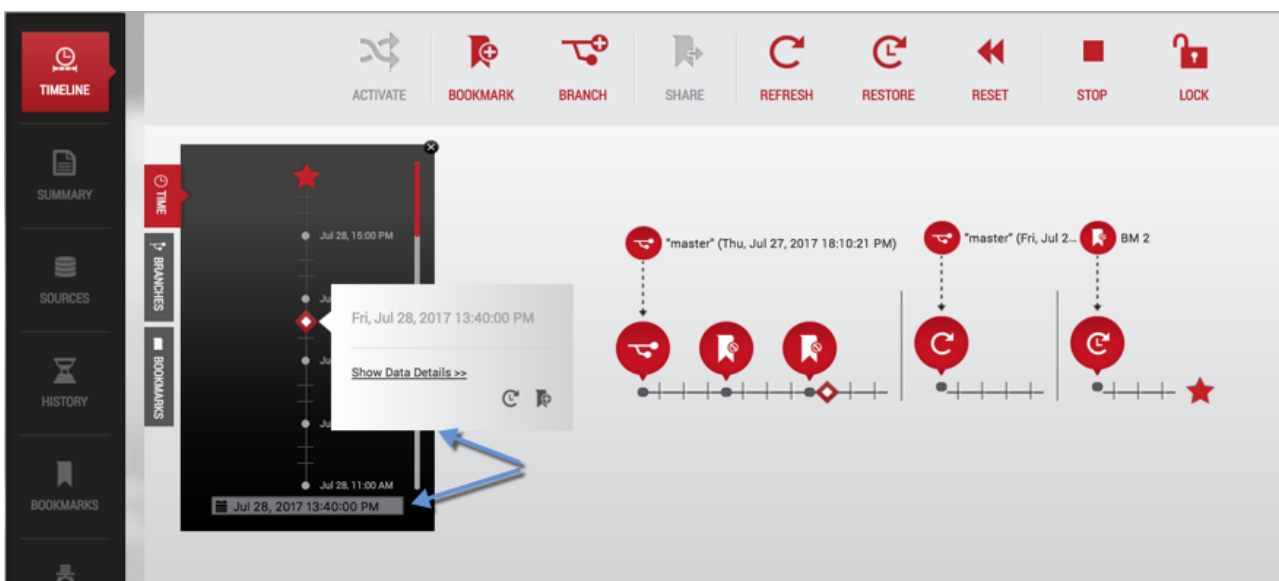 TIMELINE
SUMMARY
SOURCES
HISTORY
BOOKMARKS
ACTIVATE
BOOKMARK
BRANCH
SHARE
REFRESH
RESTORE
RESET
STOP
LOCK
TIME
BRANCHES
BOOKMARKS
Jul 28, 15:00 PM
Fri, Jul 28, 2017 13:40:00 PM
Show Data Details >>
Jul 28, 11:00 AM
Jul 28, 2017 13:40:00 PM
"master" (Thu, Jul 27, 2017 18:10:21 PM)
"master" (Fri, Jul 2...
BM 2